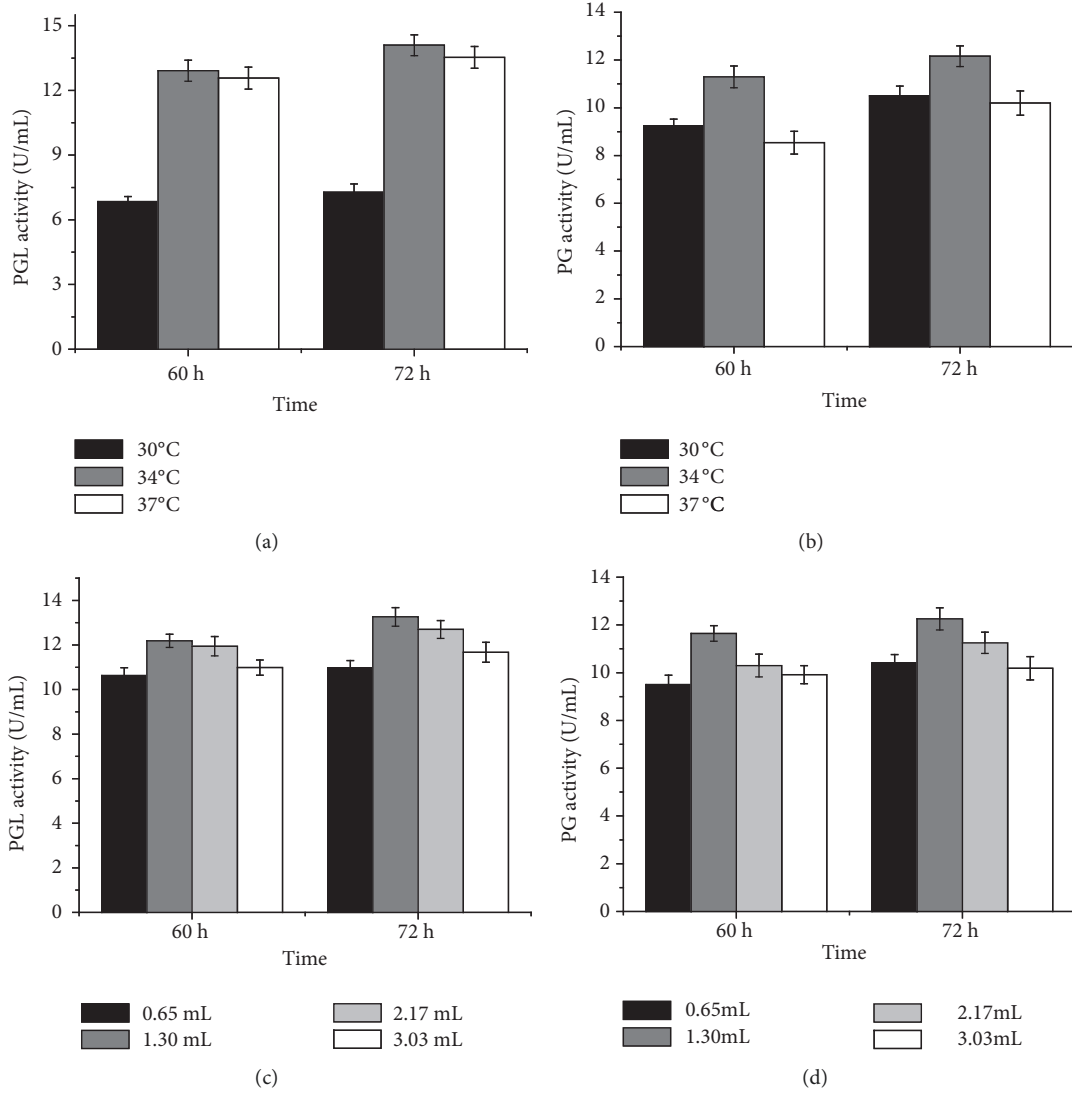 15
12
9
6
3
0
PGL activity (U/mL)
60 h
72 h
Time
30°C
34°C
37°C
(a)
14
12
10
8
6
4
2
0
PG activity (U/mL)
60 h
72 h
Time
30°C
34°C
37°C
(b)
14
12
10
8
6
4
2
0
PGL activity (U/mL)
60 h
72 h
Time
0.65 mL
2.17 mL
1.30 mL
3.03 mL
(c)
14
12
10
8
6
4
2
0
PG activity (U/mL)
60 h
72 h
Time
0.65mL
2.17mL
1.30mL
3.03mL
(d)